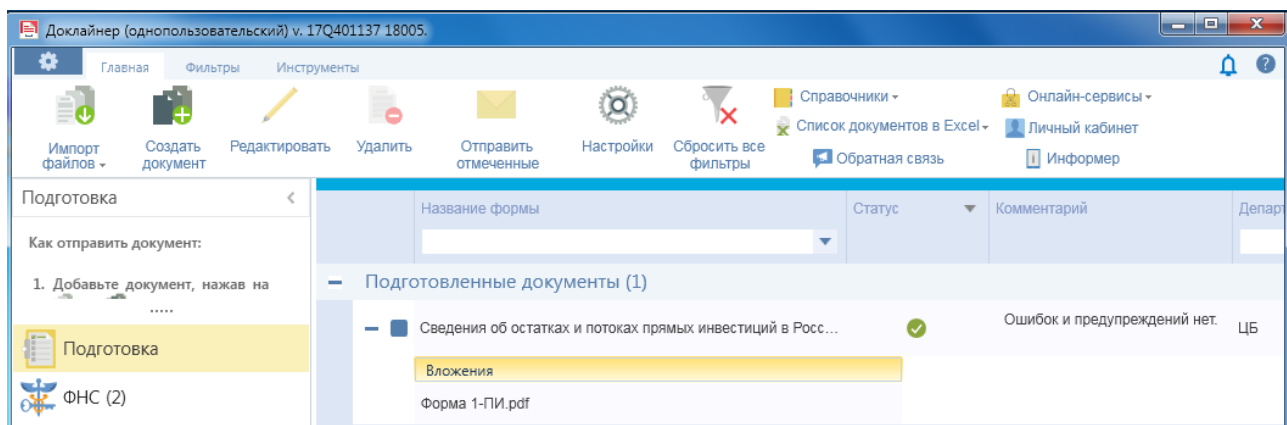 Доклайнер (однопользовательский) v. 17Q401137 18005.
Главная Фильтры Инструменты
Импорт файлов
Создать документ
Редактировать
Удалить
Отправить отмеченные
Настройки
Сбросить все фильтры
Справочники
Список документов в Excel
Обратная связь
Онлайн-сервисы
Личный кабинет
Информер
Подготовка
Как отправить документ:
1. Добавьте документ, нажав на
.....
Подготовка
ФНС (2)
Название формы Статус Комментарий Департ
Подготовленные документы (1)
Сведения об остатках и потоках прямых инвестиций в Росс... Ошибок и предупреждений нет. ЦБ
Вложения
Форма 1-ПИ.pdf